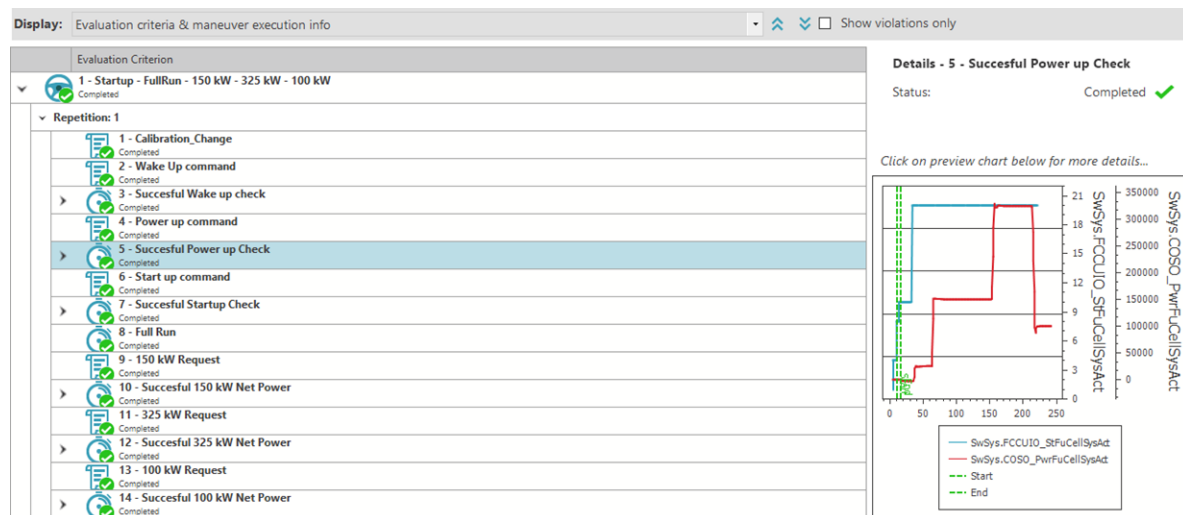 Display: Evaluation criteria & maneuver execution info
Show violations only
Evaluation Criterion
1 - Startup - FullRun - 150 kW - 325 kW - 100 kW
Completed
Repetition: 1
1 - Calibration_Change
Completed
2 - Wake Up command
Completed
3 - Succesful Wake up check
Completed
4 - Power up command
Completed
5 - Succesful Power up Check
Completed
6 - Start up command
Completed
7 - Succesful Startup Check
Completed
8 - Full Run
Completed
9 - 150 kW Request
Completed
10 - Succesful 150 kW Net Power
Completed
11 - 325 kW Request
Completed
12 - Succesful 325 kW Net Power
Completed
13 - 100 kW Request
Completed
14 - Succesful 100 kW Net Power
Completed
Details - 5 - Succesful Power up Check
Status: Completed
Click on preview chart below for more details...
21
18
15
12
9
6
3
0
SwSys.FCCUIO_StFuCellSysAct
350000
300000
250000
200000
150000
100000
50000
0
SwSys.COSO_PwrFuCellSysAct
0 50 100 150 200 250
SwSys.FCCUIO_StFuCellSysAct
SwSys.COSO_PwrFuCellSysAct
Start
End